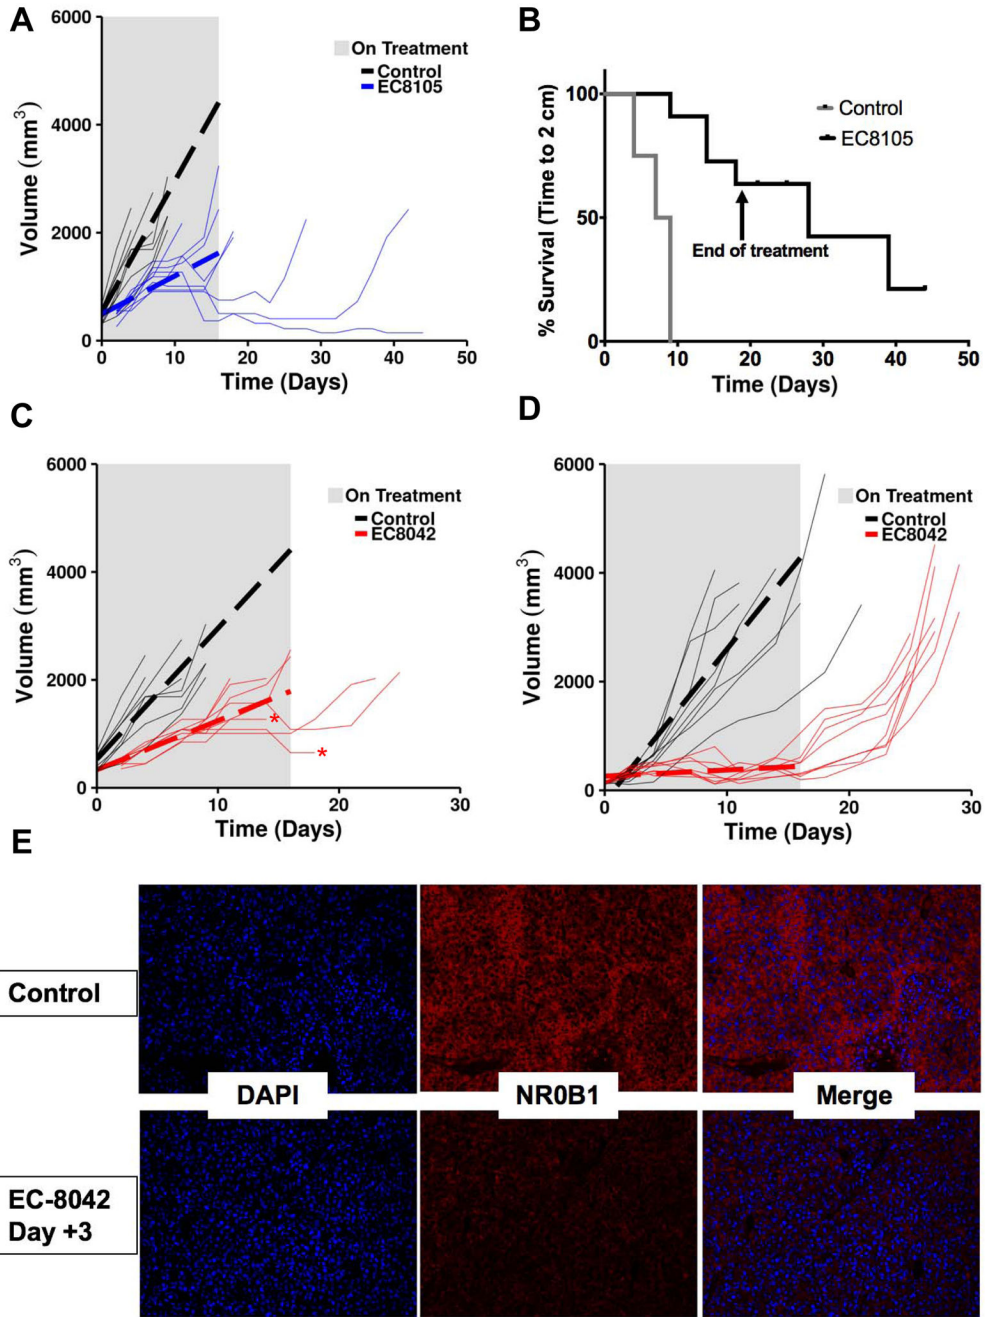 A
6000
4000
2000
0
Volume (mm³)
0 10 20 30 40 50
Time (Days)
On Treatment
Control
EC8105
B
100
50
0
% Survival (Time to 2 cm)
Control
EC8105
End of treatment
0 10 20 30 40 50
Time (Days)
C
6000
4000
2000
0
Volume (mm³)
On Treatment
Control
EC8042
*
*
0 10 20 30
Time (Days)
D
6000
4000
2000
0
Volume (mm³)
On Treatment
Control
EC8042
0 10 20 30
Time (Days)
E
Control
DAPI
NR0B1
Merge
EC-8042
Day +3